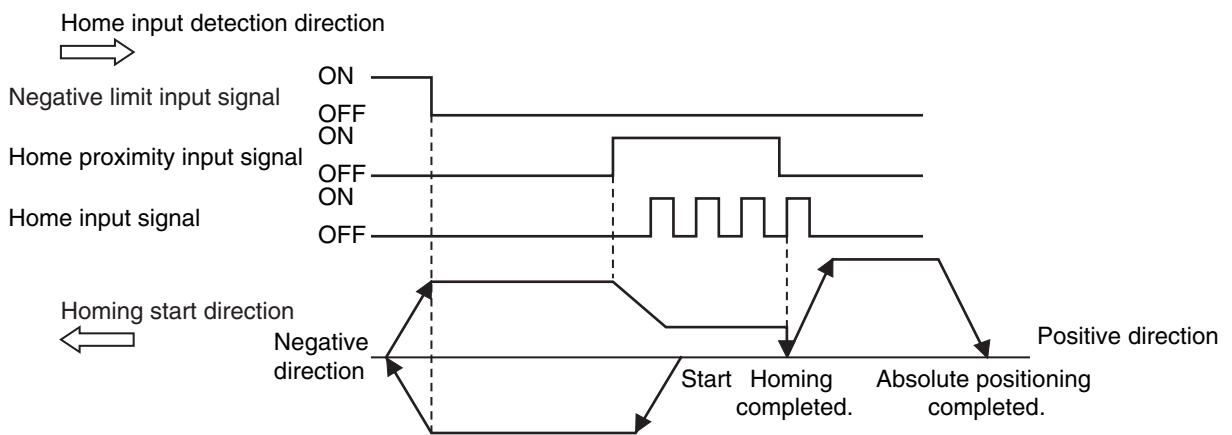 Home input detection direction
ON
Negative limit input signal
OFF
ON
Home proximity input signal
OFF
ON
Home input signal
OFF
Homing start direction
Negative
direction
Positive direction
Start
Homing
completed.
Absolute positioning
completed.